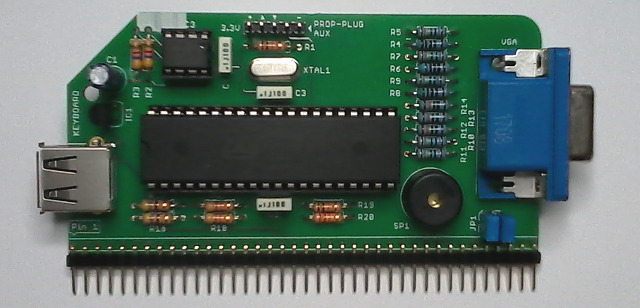 C3
3.3V
PROP-PLUG
AUX
R1
C1
XTAL1
C3
R3
R2
IC1
KEYBOARD
R5
R4
R7
R6
R9
R8
VGA
R14
R13
R12
R10
R11
R19
R20
R18
SP1
JP1
Pin 1